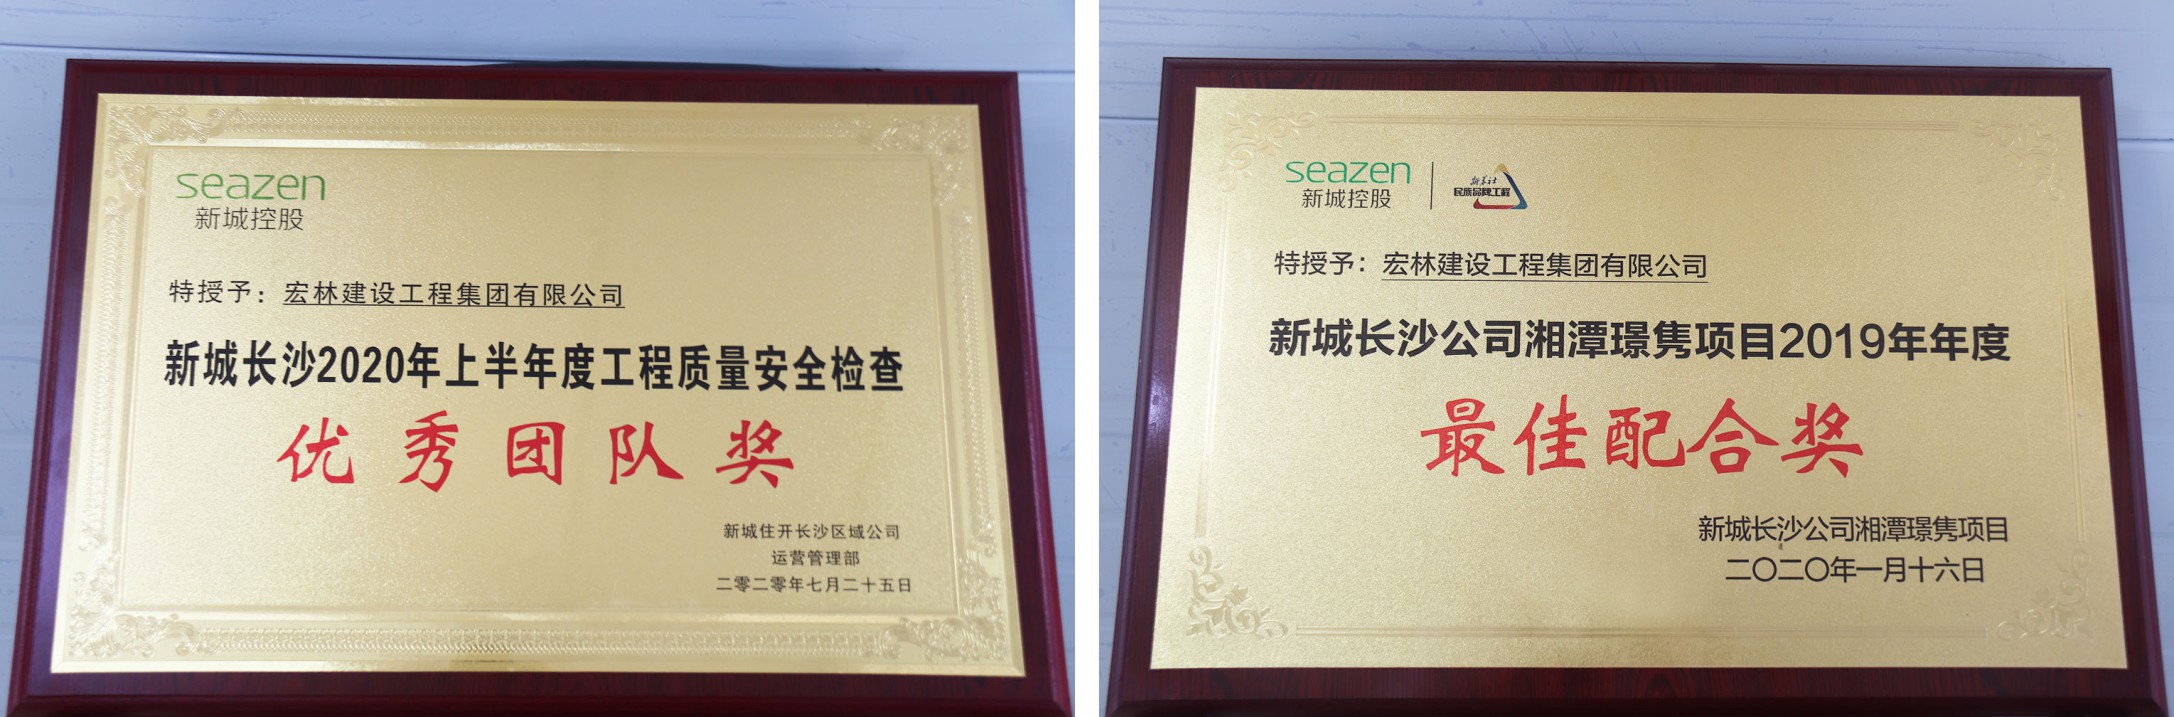 seazen
新城控股
特授予：宏林建设工程集团有限公司
新城长沙2020年上半年度工程质量安全检查
优秀团队奖
新城住开长沙区域公司
运营管理部
二零二零年七月二十五日
seazen
新城控股
新华社
民族品牌工程
特授予：宏林建设工程集团有限公司
新城长沙公司湘潭璟隽项目2019年年度
最佳配合奖
新城长沙公司湘潭璟隽项目
二〇二〇年一月十六日